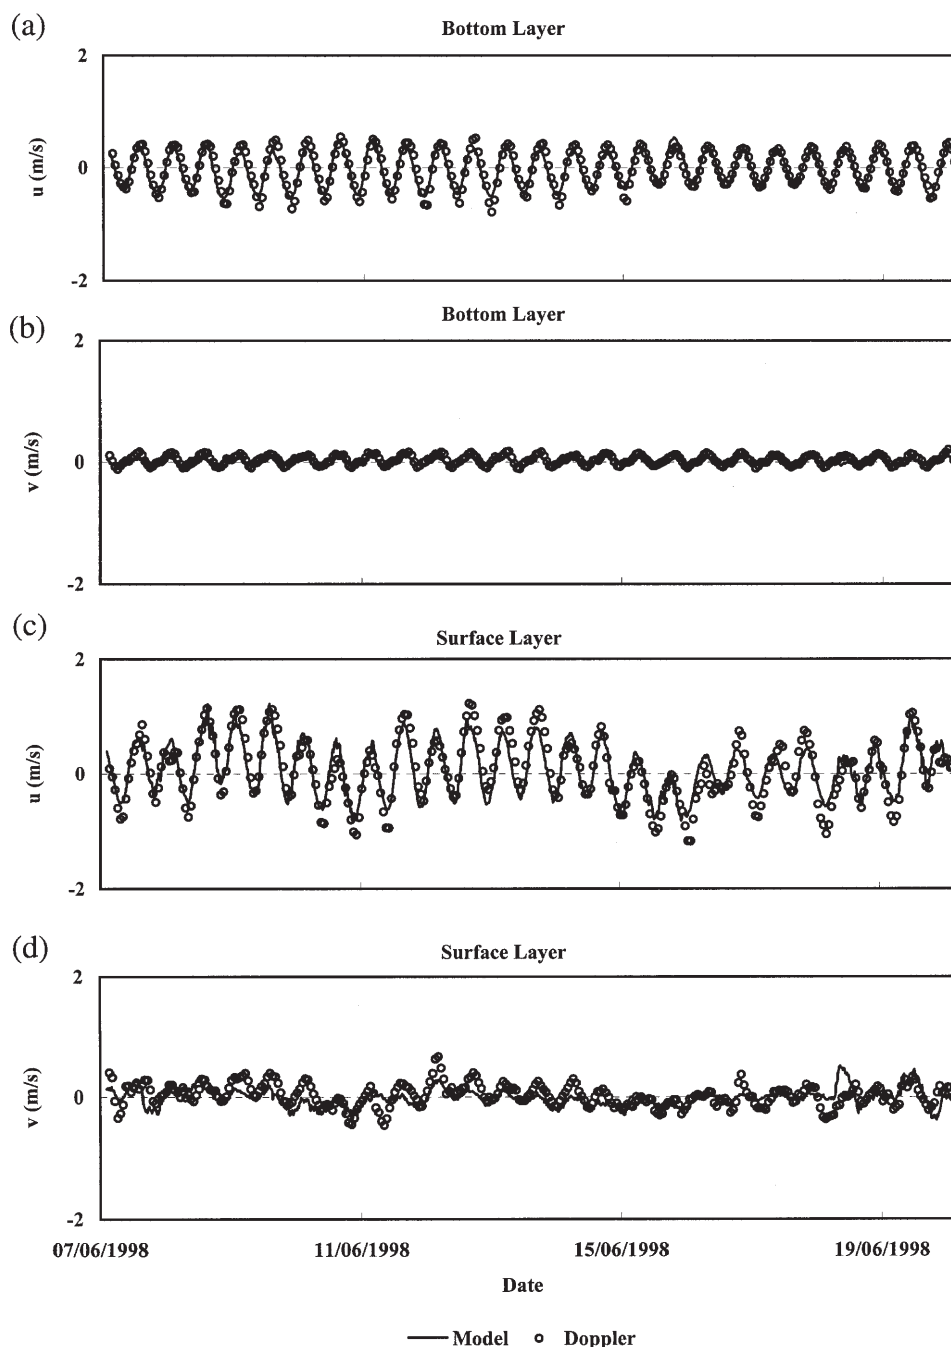 (a)
Bottom Layer
2
u (m/s)
0
-2
(b)
Bottom Layer
2
v (m/s)
0
-2
(c)
Surface Layer
2
u (m/s)
0
-2
(d)
Surface Layer
2
v (m/s)
0
-2
07/06/1998 11/06/1998 15/06/1998 19/06/1998
Date
Model Doppler